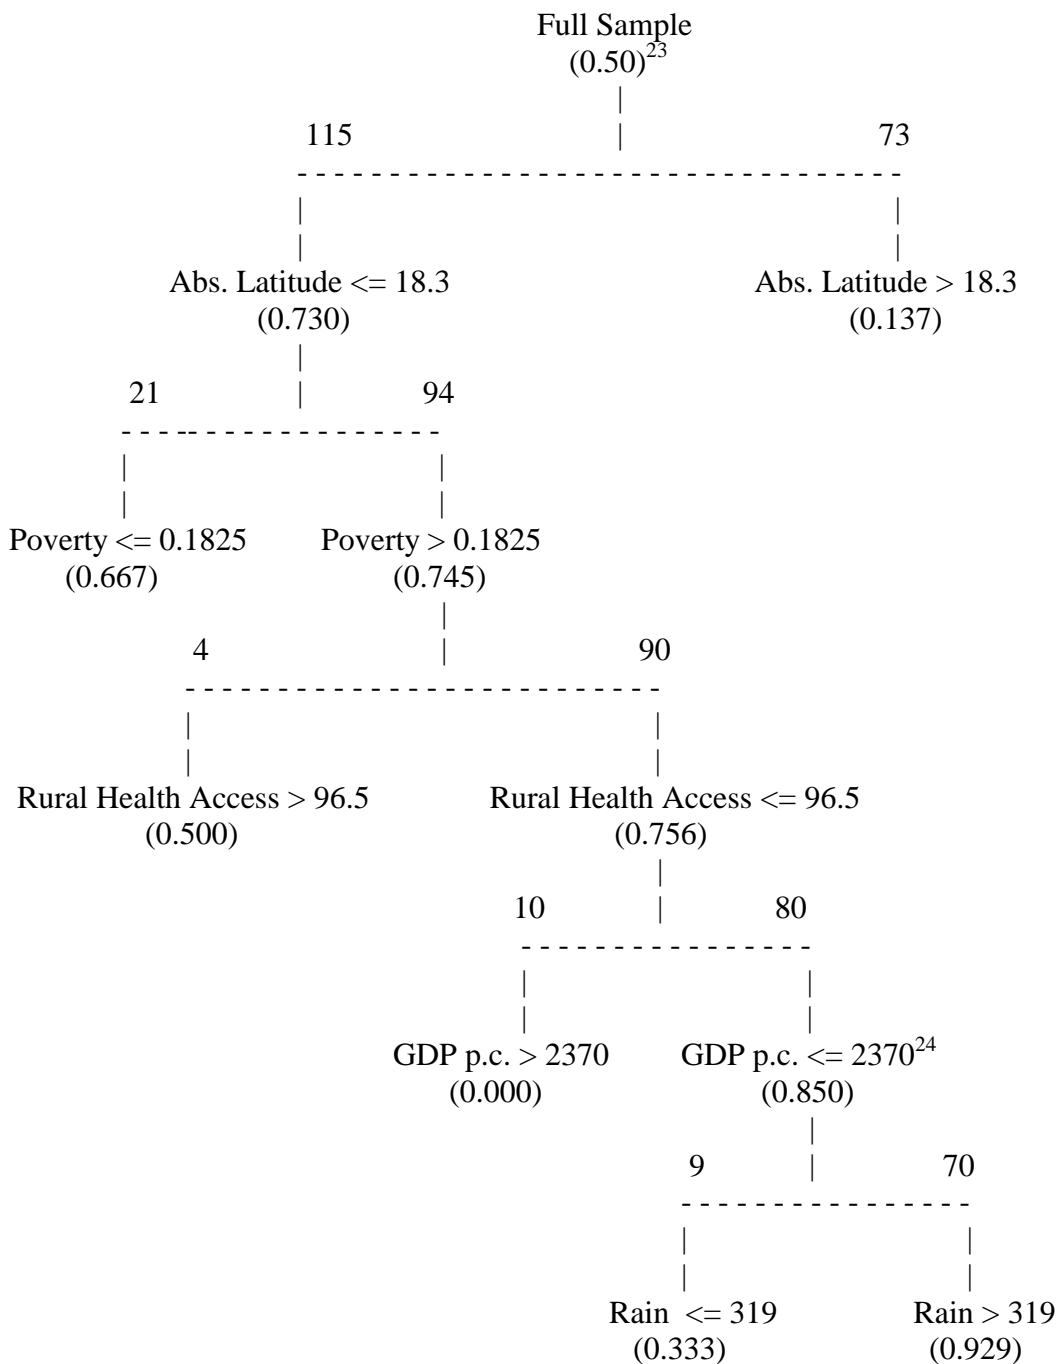 Full Sample
(0.50)23
115 73
Abs. Latitude <= 18.3 Abs. Latitude > 18.3
(0.730) (0.137)
21 94
Poverty <= 0.1825 Poverty > 0.1825
(0.667) (0.745)
4 90
Rural Health Access > 96.5 Rural Health Access <= 96.5
(0.500) (0.756)
10 80
GDP p.c. > 2370 GDP p.c. <= 237024
(0.000) (0.850)
9 70
Rain <= 319 Rain > 319
(0.333) (0.929)